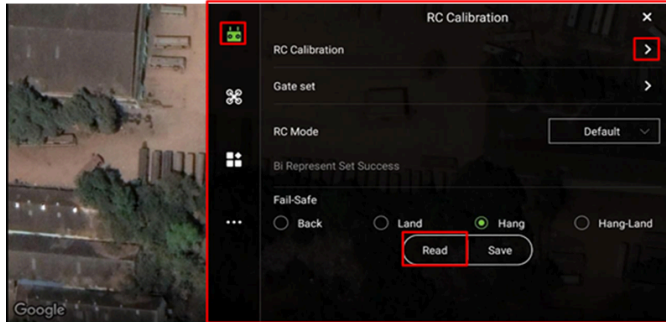 RC Calibration
RC Calibration
Gate set
RC Mode Default
Bi Represent Set Success
Fail-Safe
Back Land Hang Hang-Land
Read Save
Google